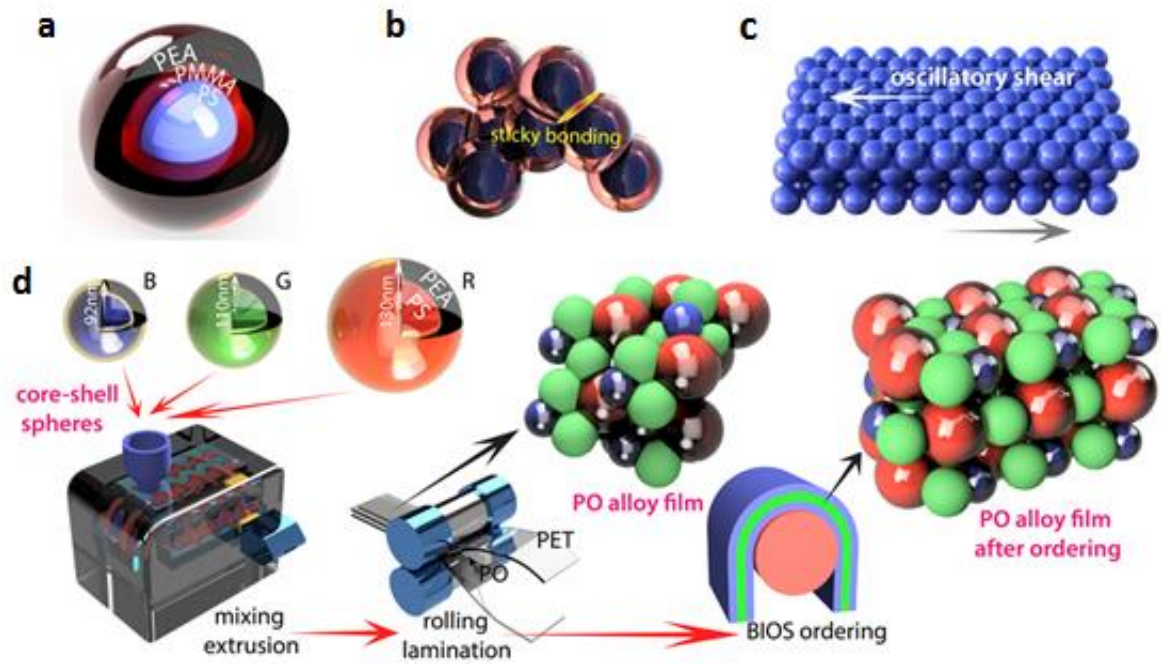 a
PEA
PMMA
PS
b
sticky bonding
c
oscillatory shear
d
92nm
B
110nm
G
130nm
PEA
PS
R
core-shell
spheres
mixing
extrusion
rolling
lamination
PO
PET
PO alloy film
BIOS ordering
PO alloy film
after ordering